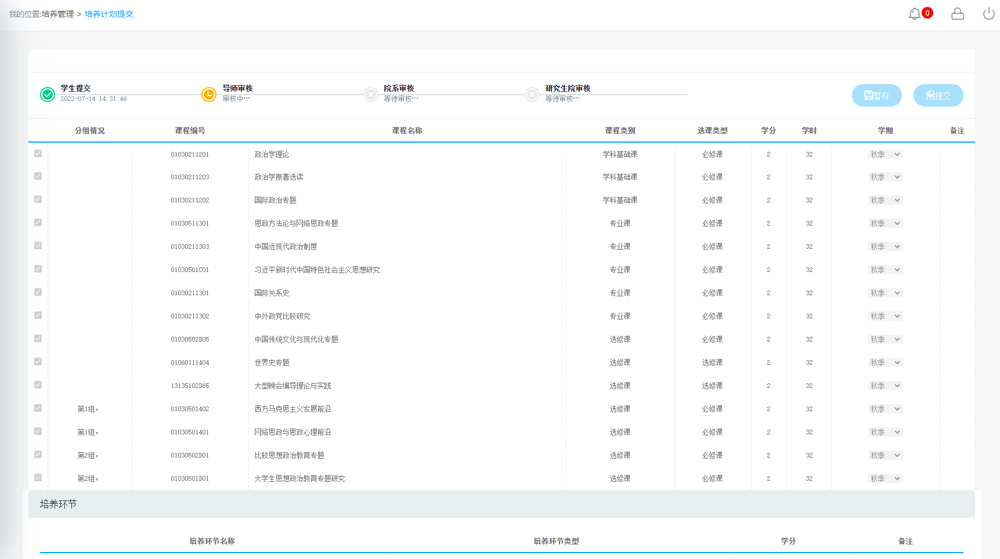 我的位置:培养管理 > 培养计划提交
0
学生提交 导师审核 院系审核 研究生院审核
2022-07-14 14:31:46 审核中··· 等待审核··· 等待审核···
暂存 提交
分组情况 课程编号 课程名称 课程类别 选课类型 学分 学时 学期 备注
01030211201 政治学理论 学科基础课 必修课 2 32 秋季
01030211203 政治学原著选读 学科基础课 必修课 2 32 秋季
01030211202 国际政治专题 学科基础课 必修课 2 32 秋季
01030511301 思政方法论与网络思政专题 专业课 必修课 2 32 秋季
01030211303 中国近现代政治制度 专业课 必修课 2 32 秋季
01030501C01 习近平新时代中国特色社会主义思想研究 专业课 必修课 2 32 秋季
01030211301 国际关系史 专业课 必修课 2 32 秋季
01030211302 中外政党比较研究 专业课 必修课 2 32 秋季
01030502D05 中国传统文化与现代化专题 选修课 必修课 2 32 秋季
01060111404 世界史专题 选修课 选修课 2 32 秋季
13135102D65 大型晚会编导理论与实践 选修课 选修课 2 32 秋季
第1组, 01030501402 西方马克思主义发展前沿 选修课 必修课 2 32 秋季
第1组, 01030501401 网络思政与思政心理前沿 选修课 必修课 2 32 秋季
第2组, 01030502D01 比较思想政治教育专题 选修课 必修课 2 32 秋季
第2组, 01030501D01 大学生思想政治教育专题研究 选修课 必修课 2 32 秋季
培养环节
培养环节名称 培养环节类型 学分 备注